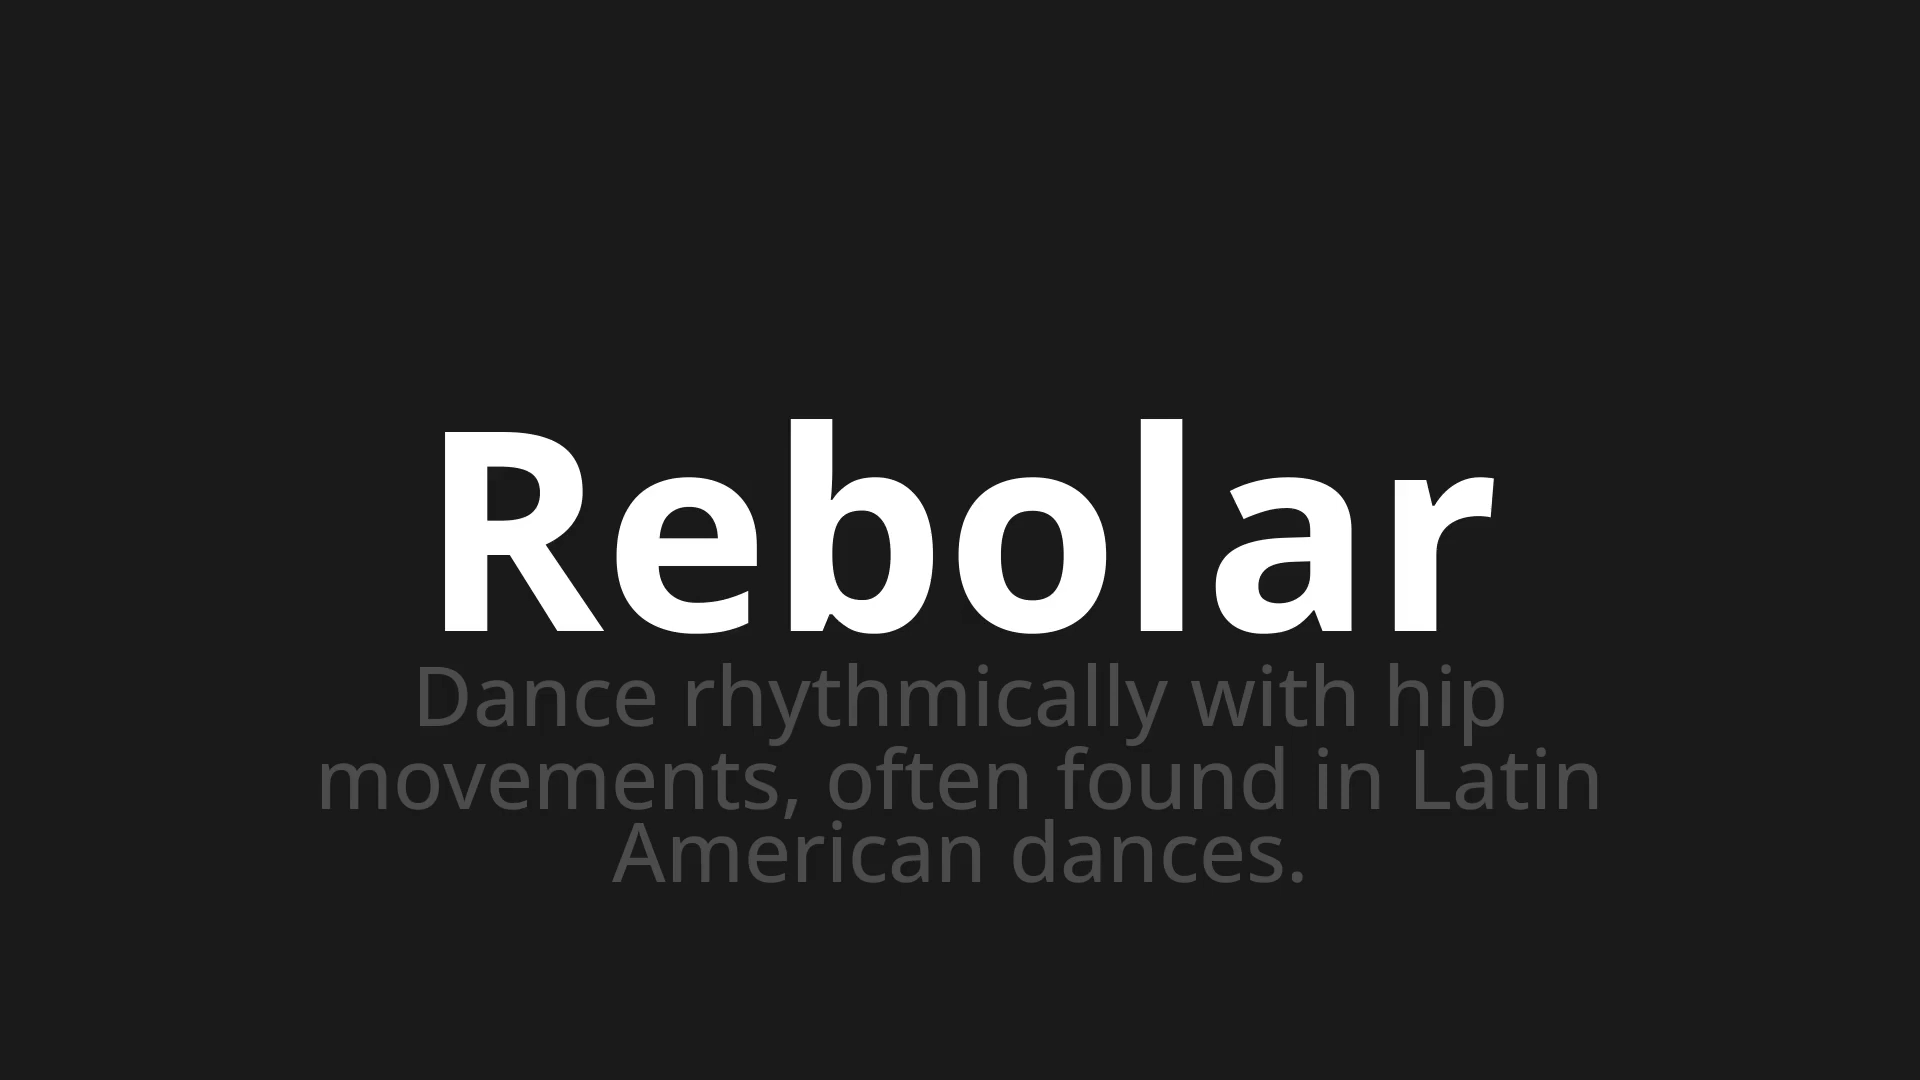 Rebolar
Dance rhythmically with hip
movements, often found in Latin
American dances.